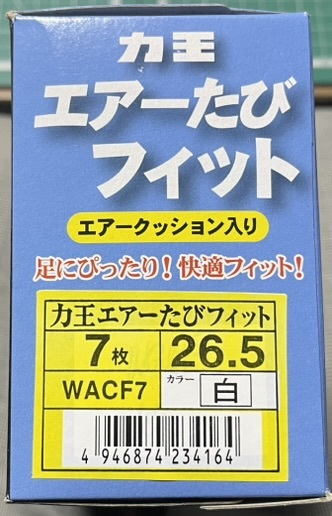 力王
エアーたび
フィット
エアークッション入り
足にぴったり!快適フィット!
力王エアーたびフィット
7枚 26.5
WACF7 カラー 白
4 946874 234164